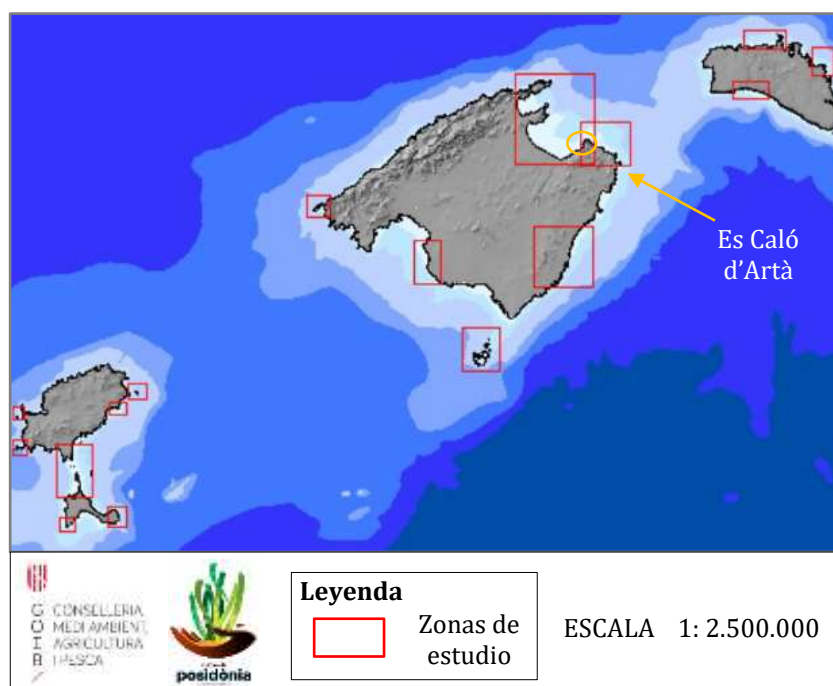 Es Caló
d'Artà
G CONSELLERIA
O MEDI AMBIENT,
I AGRICULTURA
B I PESCA
posidònia
Leyenda
Zonas de
estudio
ESCALA 1: 2.500.000